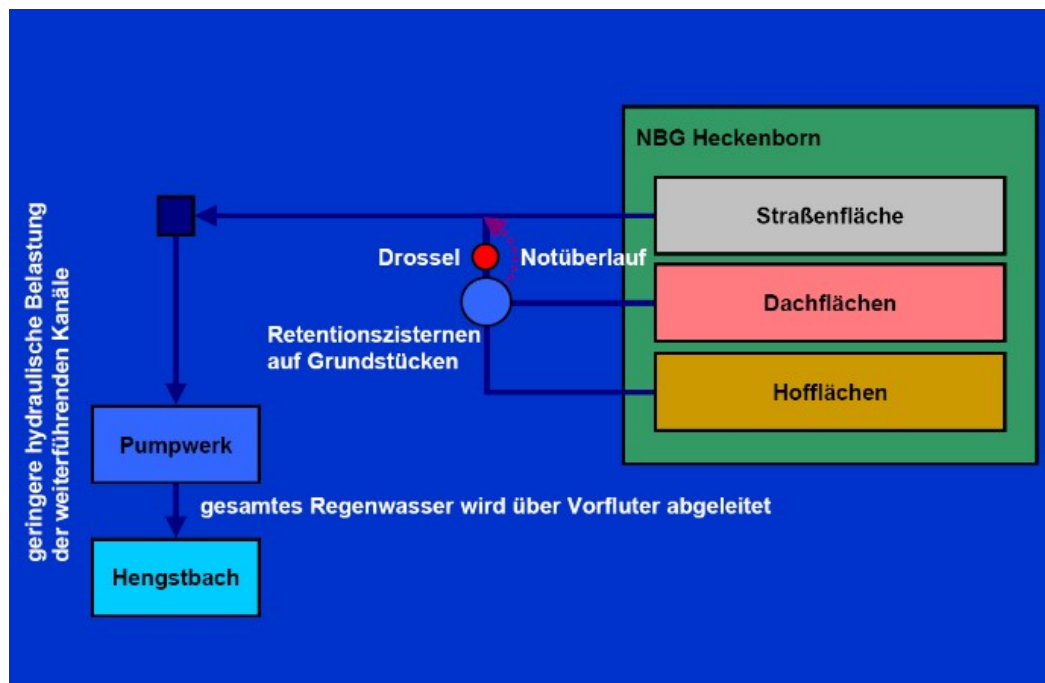 NBG Heckenborn
Straßenfläche
Drossel
Notüberlauf
Dachflächen
Retentionszisternen
auf Grundstücken
Hofflächen
geringere hydraulische Belastung
der weiterführenden Kanäle
Pumpwerk
gesamtes Regenwasser wird über Vorfluter abgeleitet
Hengstbach